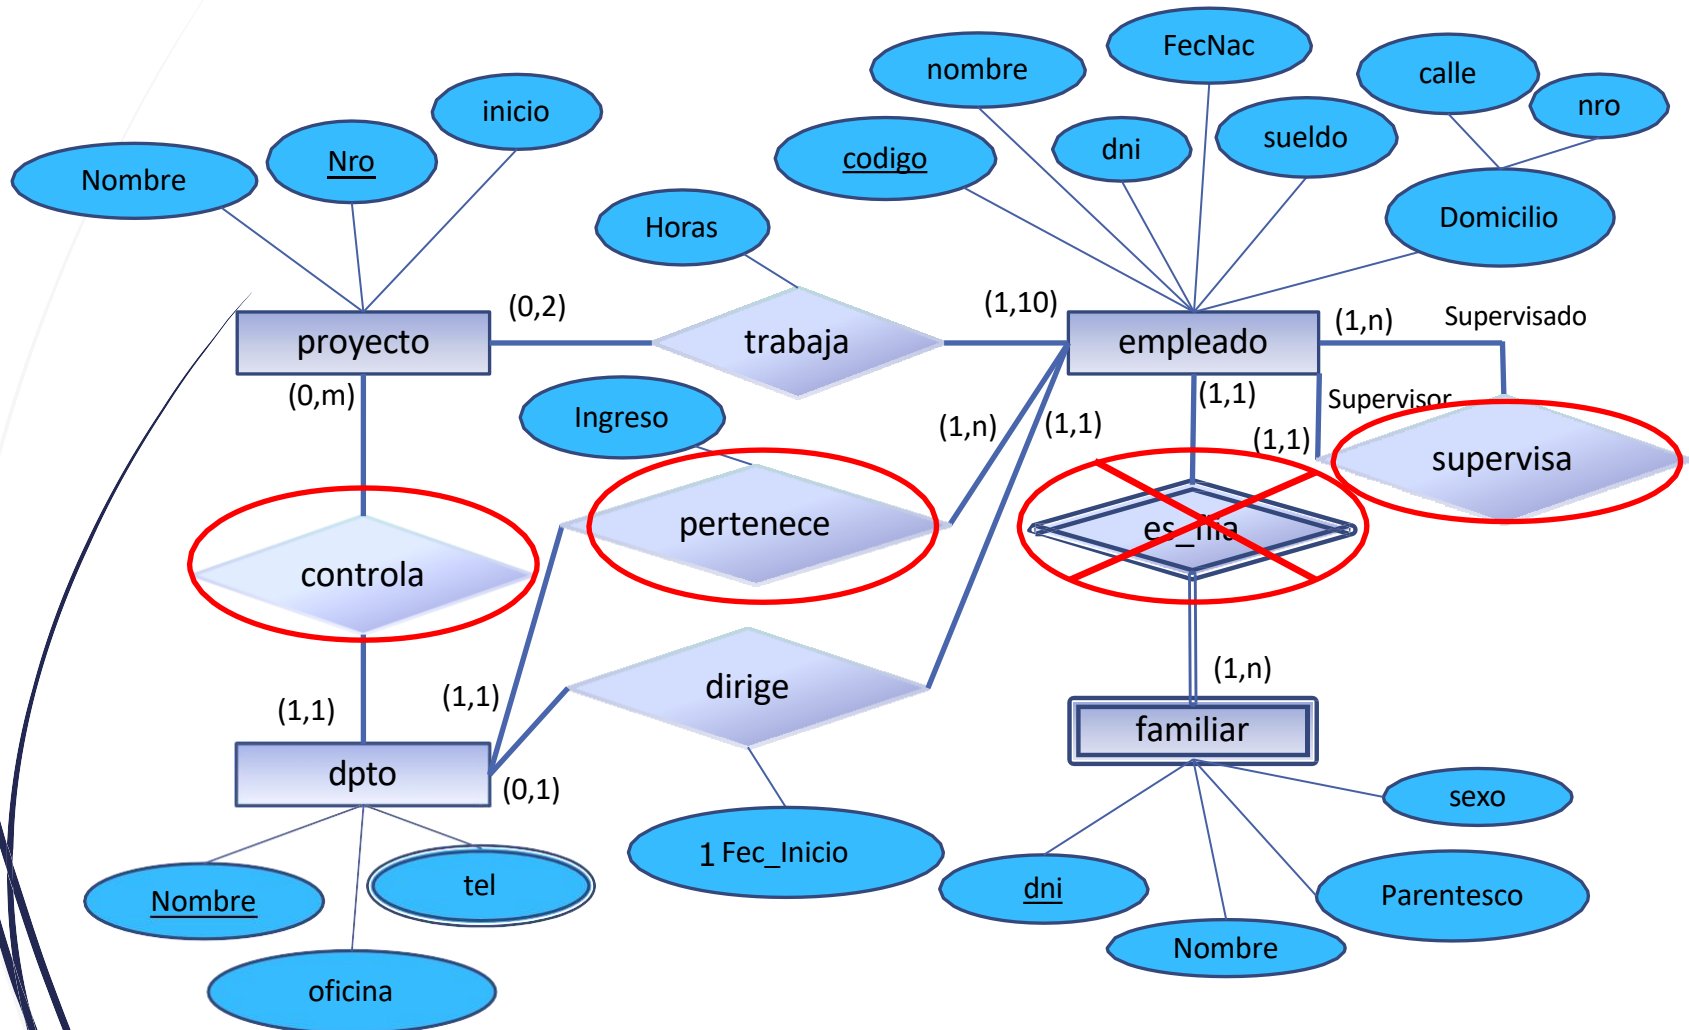 FecNac
nombre
calle
inicio
nro
Nombre
Nro
codigo
dni
sueldo
Horas
Domicilio
(0,2)
(1,10)
(1,n)
Supervisado
proyecto
trabaja
empleado
(0,m)
(1,1)
Supervisor
Ingreso
(1,n)
(1,1)
(1,1)
supervisa
pertenece
es_ma
controla
(1,n)
dirige
(1,1)
(1,1)
familiar
dpto
(0,1)
sexo
1 Fec_Inicio
tel
dni
Parentesco
Nombre
Nombre
oficina